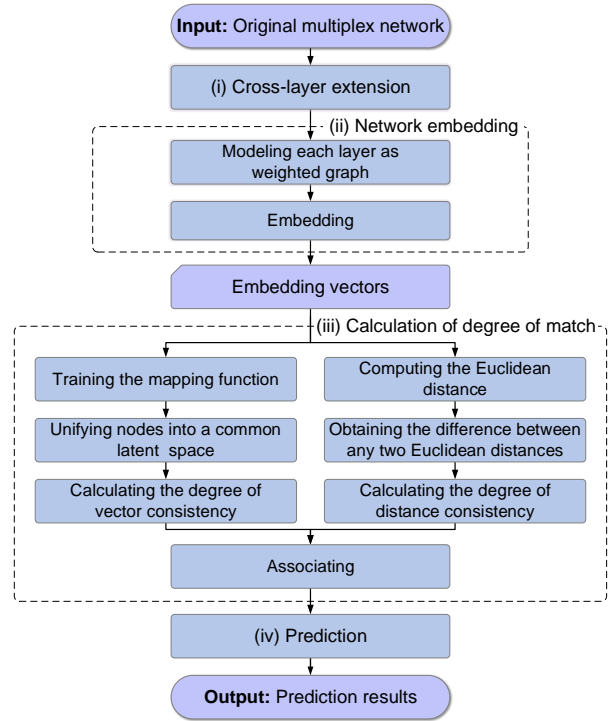 Input: Original multiplex network
(i) Cross-layer extension
(ii) Network embedding
Modeling each layer as
weighted graph
Embedding
Embedding vectors
(iii) Calculation of degree of match
Training the mapping function
Unifying nodes into a common
latent space
Calculating the degree of
vector consistency
Computing the Euclidean
distance
Obtaining the difference between
any two Euclidean distances
Calculating the degree of
distance consistency
Associating
(iv) Prediction
Output: Prediction results